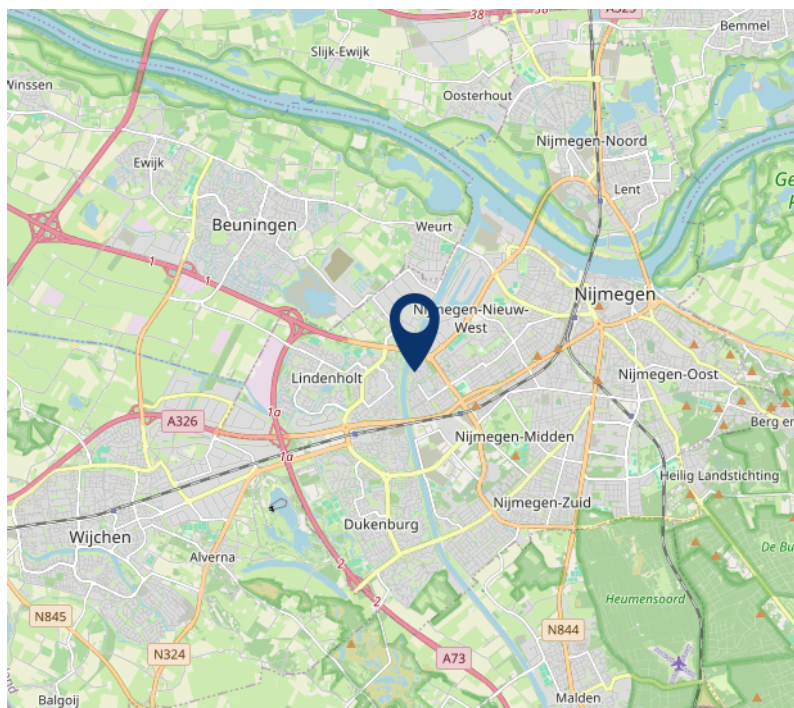 38
A325
Bemmel
Slijk-Ewijk
Winssen
Oosterhout
Nijmegen-Noord
Ewijk
Lent
Beuningen
Weurt
1
1
Nijmegen
Nijmegen-Nieuw-
West
Lindenholt
Nijmegen-Oost
1a
A326
Berg en
Nijmegen-Midden
1a
Heilig Landstichting
Nijmegen-Zuid
Dukenburg
Wijchen
Alverna
2
Heumensoord
2
N845
N844
N324
A73
Balgoij
Malden